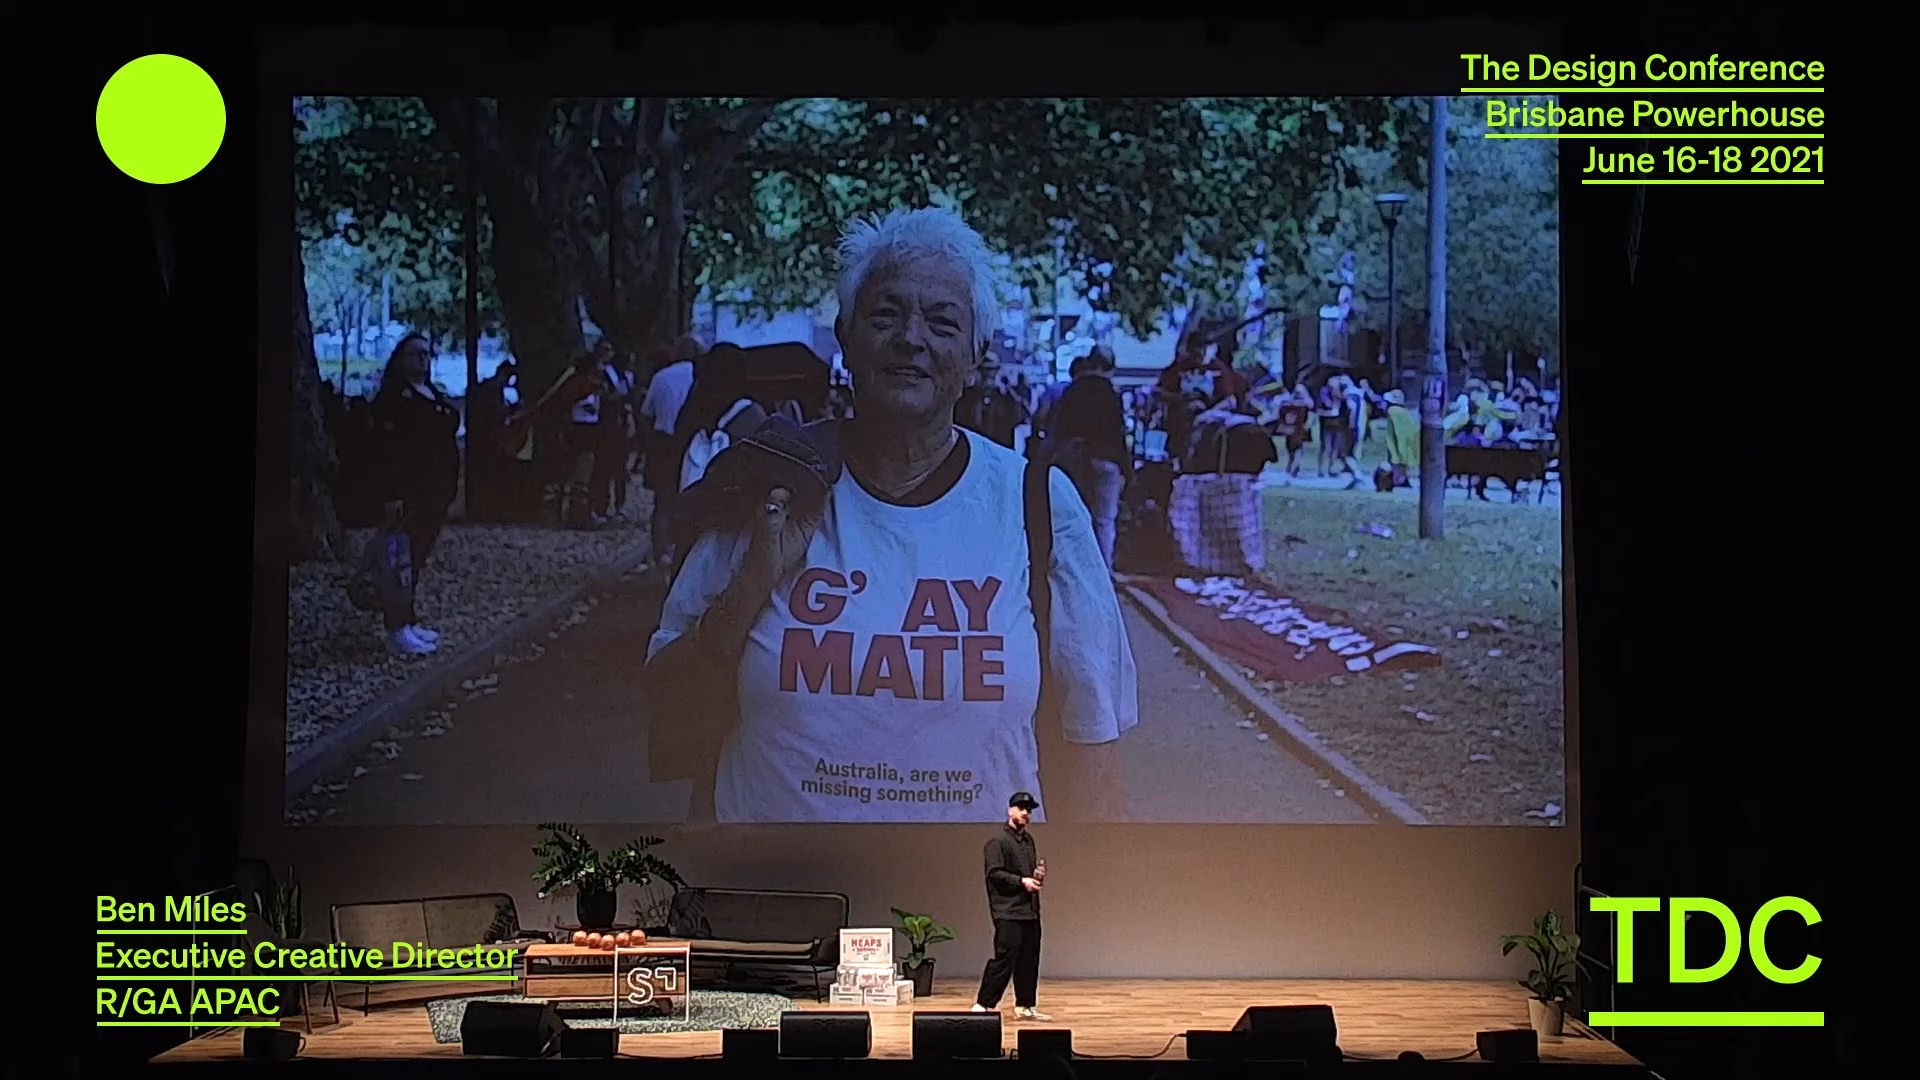 The Design Conference
Brisbane Powerhouse
June 16-18 2021
G’ AY
MATE
Australia, are we
missing something?
Ben Miles
Executive Creative Director
R/GA APAC
HEAPS
TDC